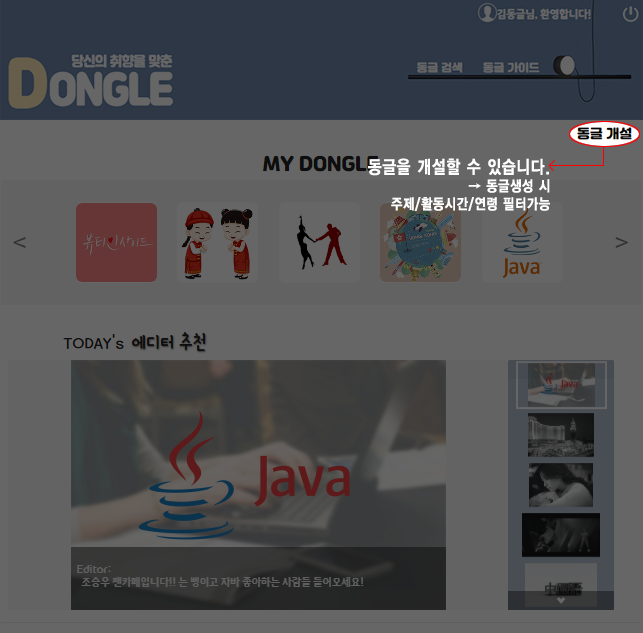 김동글님, 환영합니다!
당신의 취향을 맞춘
DONGLE
동글 검색 동글 가이드
동글 개설
MY DONGLE
동글을 개설할 수 있습니다.
→ 동글생성 시
주제/활동시간/연령 필터가능
<
뷰티인사이드
Java
>
TODAY's 에디터 추천
Java
Java
Editor:
조승우 팬카페입니다!! 는 뻥이고 자바 좋아하는 사람들 들어오세요!